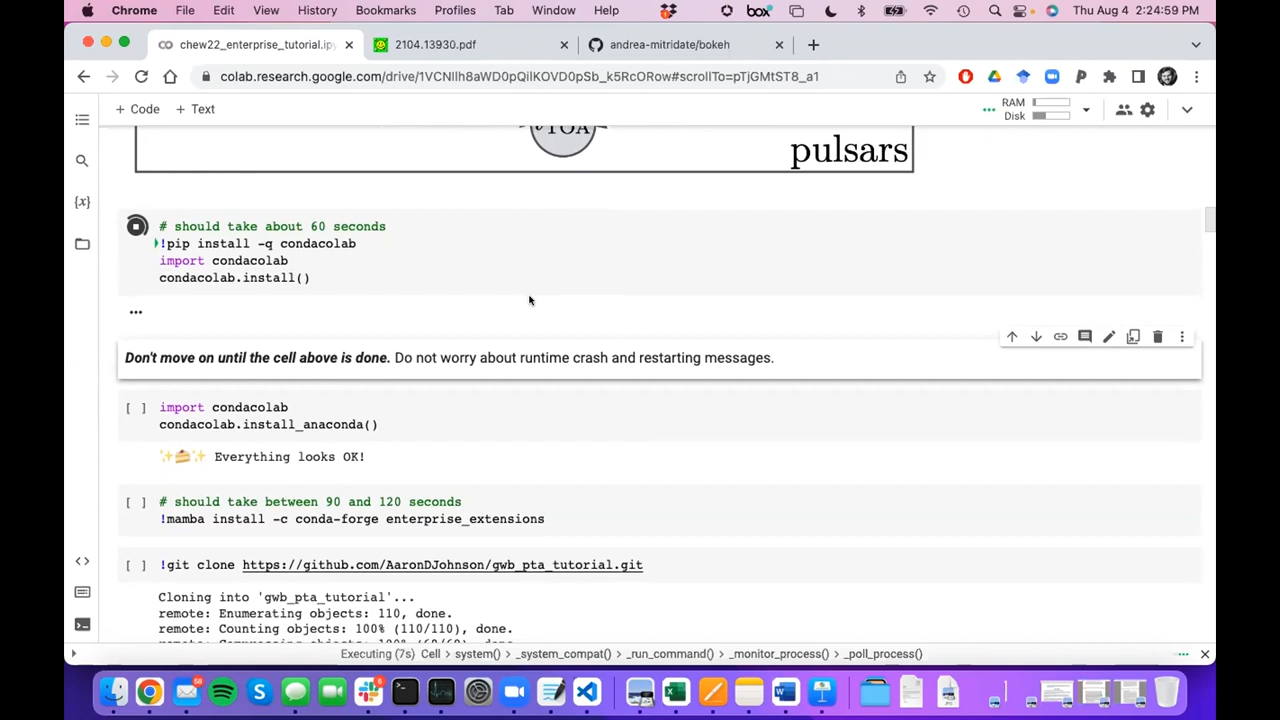 Chrome File Edit View History Bookmarks Profiles Tab Window Help box Thu Aug 4 2:24:59 PM
chew22_enterprise_tutorial.ip 2104.13930.pdf andrea-mitridate/bokeh
colab.research.google.com/drive/1VCNllh8aWD0pQilKOVD0pSb_k5RcORow#scrollTo=pTjGMtST8_a1
+ Code + Text RAM Disk
TOA
pulsars
# should take about 60 seconds
!pip install -q condacolab
import condacolab
condacolab.install()
...
Don't move on until the cell above is done. Do not worry about runtime crash and restarting messages.
[ ] import condacolab
condacolab.install_anaconda()
✨🍰✨ Everything looks OK!
[ ] # should take between 90 and 120 seconds
!mamba install -c conda-forge enterprise_extensions
[ ] !git clone https://github.com/AaronDJohnson/gwb_pta_tutorial.git
Cloning into 'gwb_pta_tutorial'...
remote: Enumerating objects: 110, done.
remote: Counting objects: 100% (110/110), done.
Executing (7s) Cell > system() > _system_compat() > _run_command() > _monitor_process() > _poll_process()